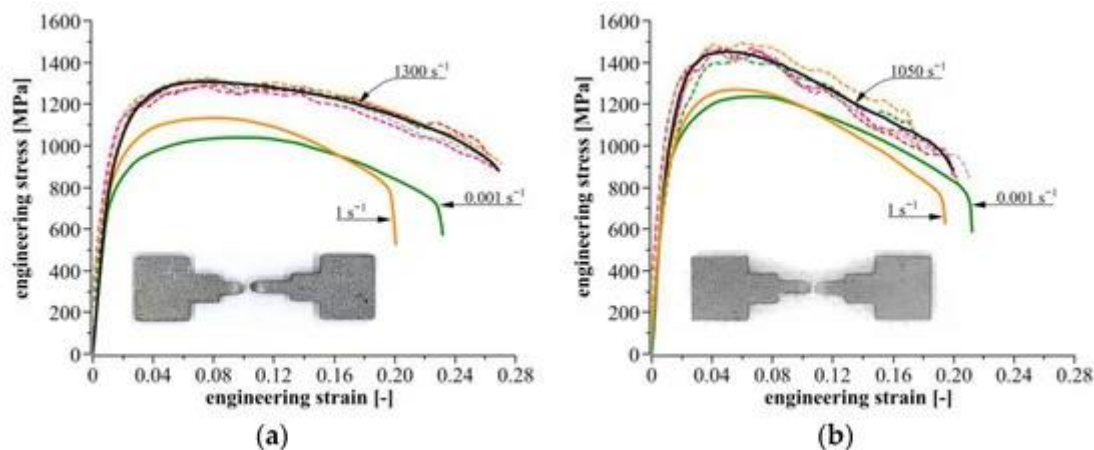 engineering stress [MPa]
1600
1400
1200
1000
800
600
400
200
0
1300 s⁻¹
0.001 s⁻¹
1 s⁻¹
0 0.04 0.08 0.12 0.16 0.20 0.24 0.28
engineering strain [-]
(a)
engineering stress [MPa]
1600
1400
1200
1000
800
600
400
200
0
1050 s⁻¹
0.001 s⁻¹
1 s⁻¹
0 0.04 0.08 0.12 0.16 0.20 0.24 0.28
engineering strain [-]
(b)